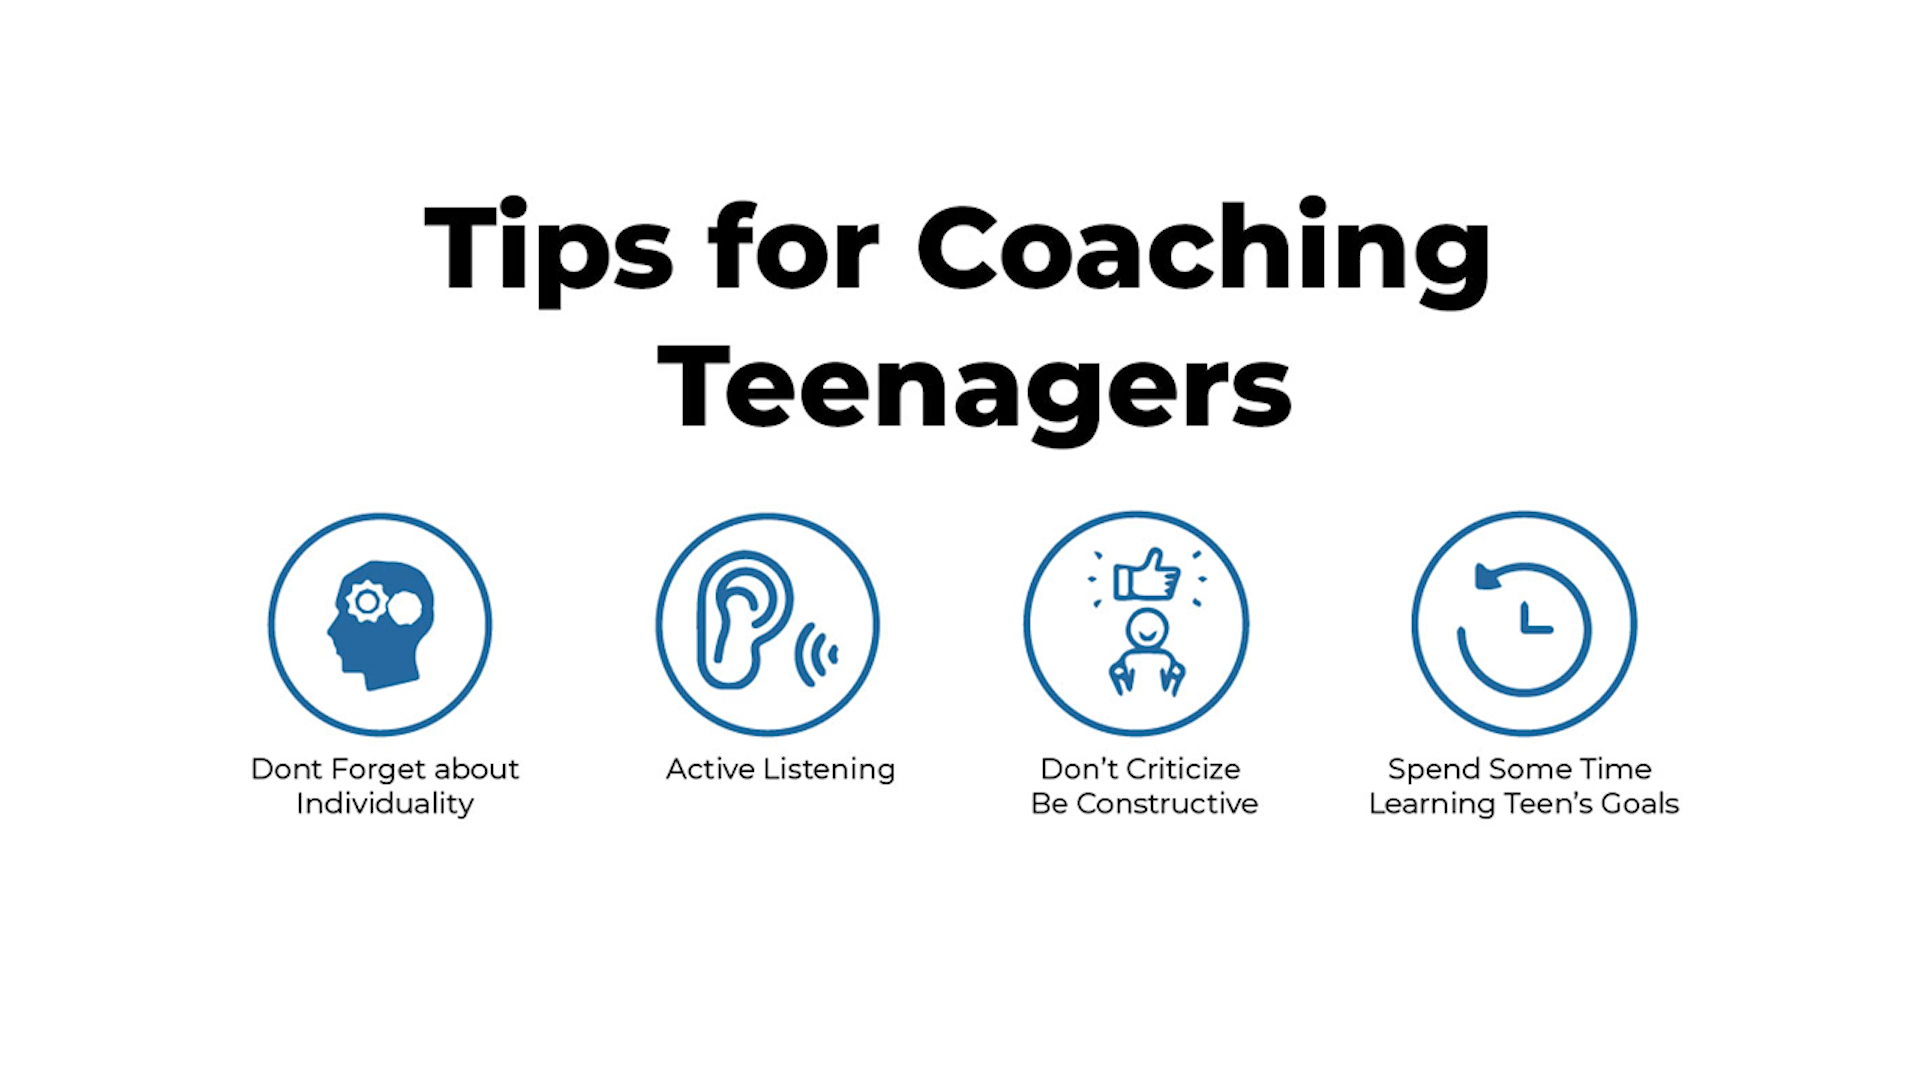 Tips for Coaching
Teenagers
Dont Forget about
Individuality
Active Listening
Don’t Criticize
Be Constructive
Spend Some Time
Learning Teen’s Goals